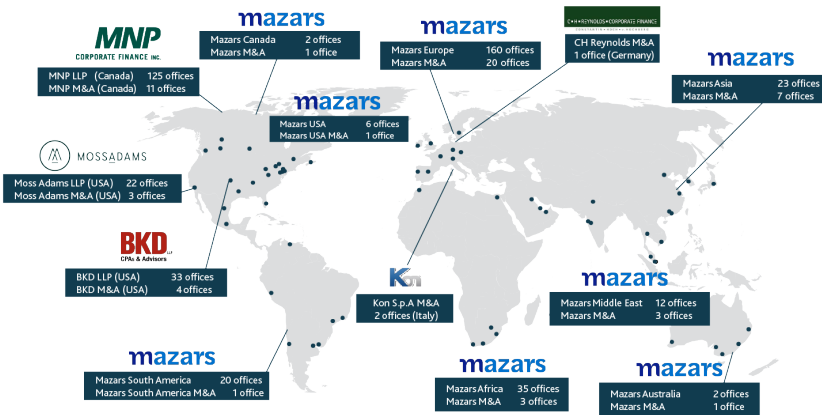 mazars
Mazars Canada 2 offices
Mazars M&A 1 office
MNP
CORPORATE FINANCE INC.
MNP LLP (Canada) 125 offices
MNP M&A (Canada) 11 offices
mazars
Mazars Europe 160 offices
Mazars M&A 20 offices
C•H•REYNOLDS•CORPORATE FINANCE
CH Reynolds M&A
1 office (Germany)
mazars
Mazars Asia 23 offices
Mazars M&A 7 offices
mazars
Mazars USA 6 offices
Mazars USA M&A 1 office
MOSSADAMS
Moss Adams LLP (USA) 22 offices
Moss Adams M&A (USA) 3 offices
BKD
CPAs & Advisors
BKD LLP (USA) 33 offices
BKD M&A (USA) 4 offices
Kon
Kon S.p.A M&A
2 offices (Italy)
mazars
Mazars Middle East 12 offices
Mazars M&A 3 offices
mazars
Mazars South America 20 offices
Mazars South America M&A 1 office
mazars
Mazars Africa 35 offices
Mazars M&A 3 offices
mazars
Mazars Australia 2 offices
Mazars M&A 1 office